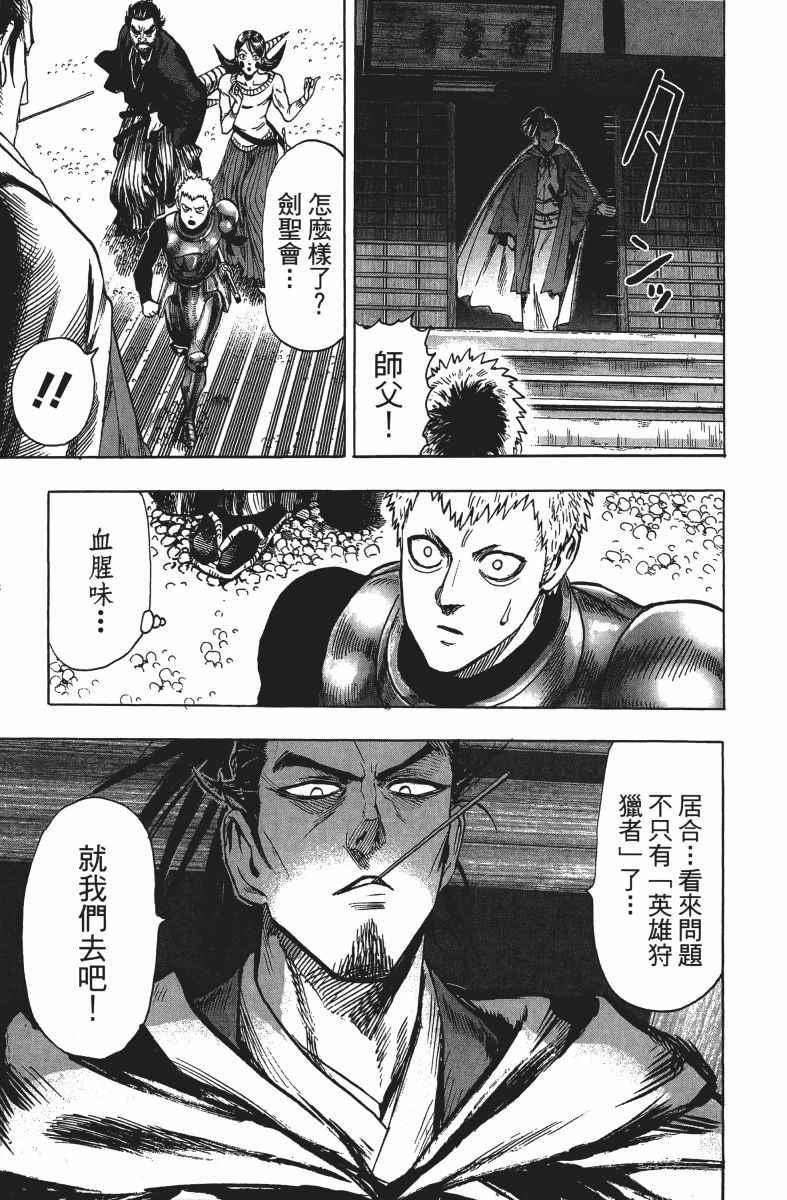 タンッ
師父！
怎麼樣了？
劍聖會…
!!
血腥味…
居合…看來問題
不只有「英雄狩
獵者」了…
就我們去吧！